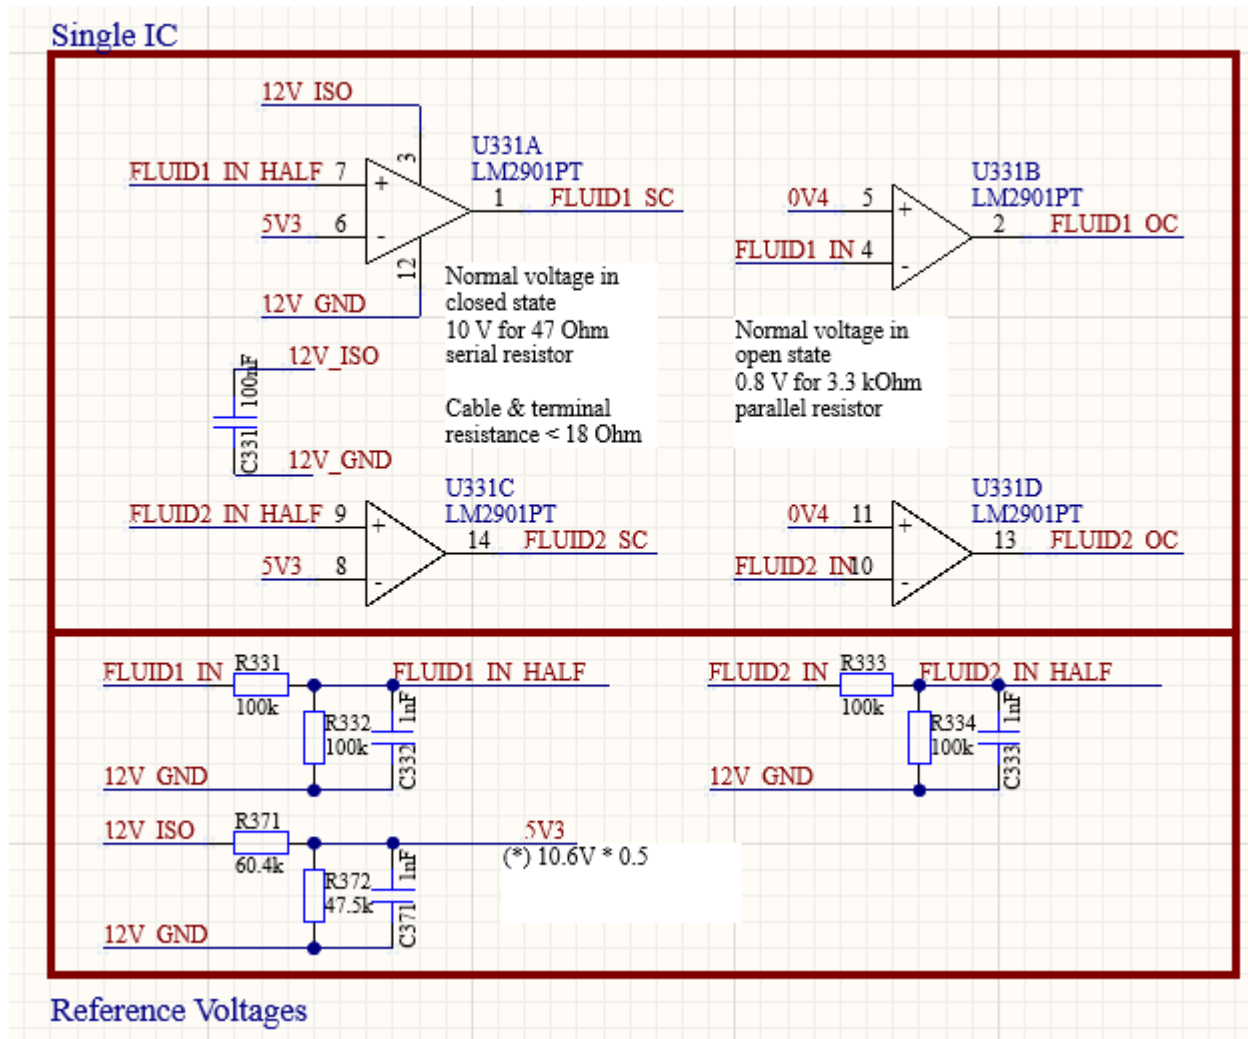 Single IC
12V_ISO
U331A
LM2901PT
FLUID1_IN_HALF 7
3
+
1 FLUID1_SC
5V3 6
-
12
12V_GND
U331B
LM2901PT
0V4 5
+
2 FLUID1_OC
FLUID1_IN 4
-
Normal voltage in
closed state
10 V for 47 Ohm
serial resistor
Cable & terminal
resistance < 18 Ohm
Normal voltage in
open state
0.8 V for 3.3 kOhm
parallel resistor
12V_ISO
100nF
C331
12V_GND
U331C
LM2901PT
FLUID2_IN_HALF 9
+
14 FLUID2_SC
5V3 8
-
U331D
LM2901PT
0V4 11
+
13 FLUID2_OC
FLUID2_IN 10
-
FLUID1_IN
R331
100k
FLUID1_IN_HALF
R332
100k
1nF
C332
12V_GND
FLUID2_IN
R333
100k
FLUID2_IN_HALF
R334
100k
1nF
C333
12V_GND
12V_ISO
R371
60.4k
5V3
(*) 10.6V * 0.5
R372
47.5k
1nF
C371
12V_GND
Reference Voltages